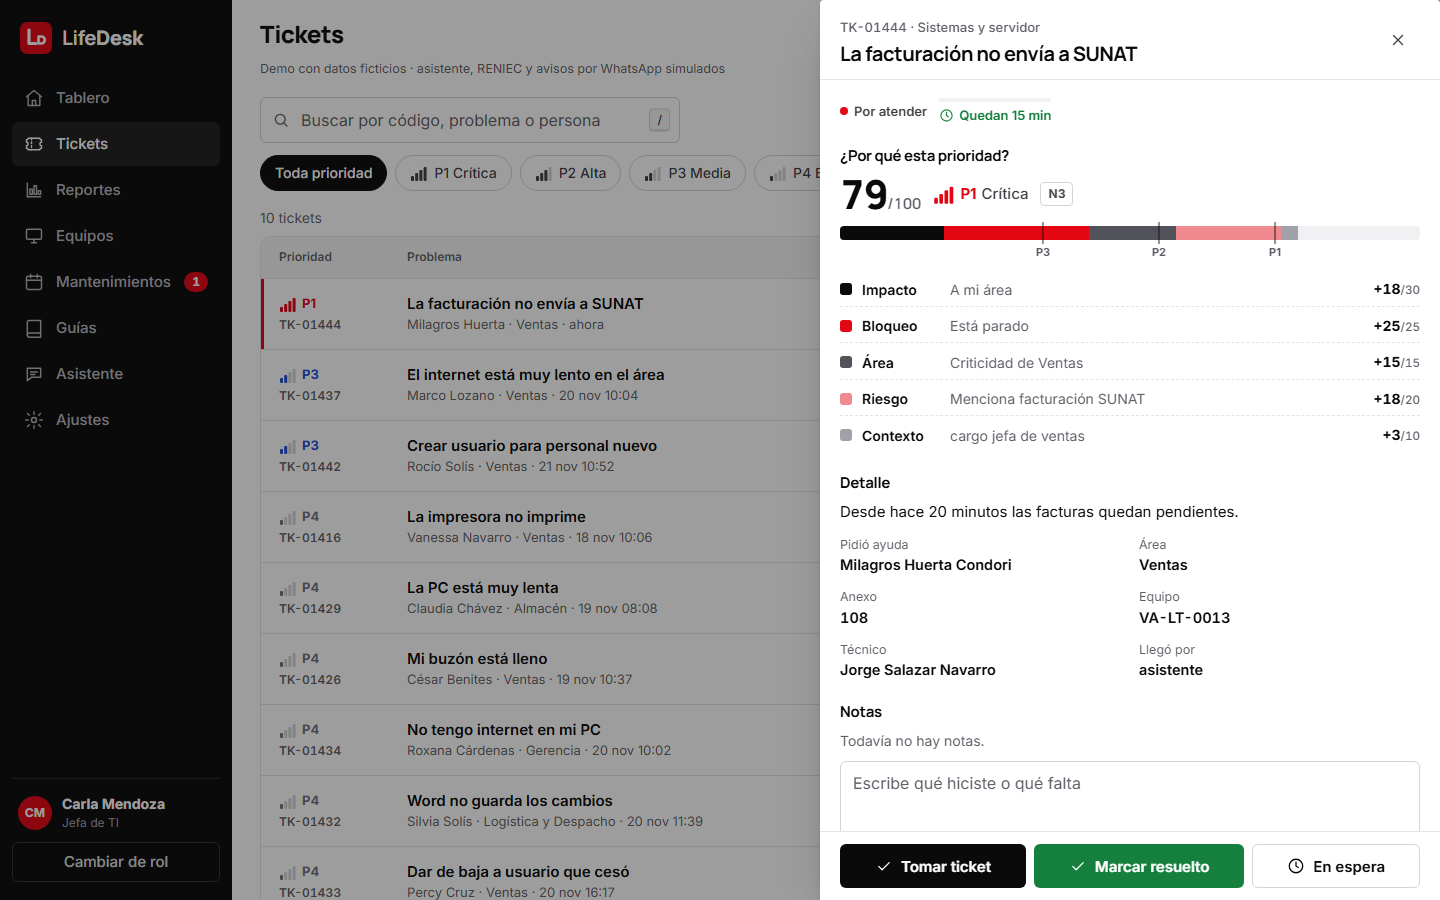 LD LifeDesk
Tablero
Tickets
Reportes
Equipos
Mantenimientos 1
Guías
Asistente
Ajustes
CM Carla Mendoza
Jefa de TI
Cambiar de rol
Tickets
Demo con datos ficticios · asistente, RENIEC y avisos por WhatsApp simulados
Buscar por código, problema o persona /
Toda prioridad P1 Crítica P2 Alta P3 Media P4
10 tickets
Prioridad Problema
P1 La facturación no envía a SUNAT
TK-01444 Milagros Huerta · Ventas · ahora
P3 El internet está muy lento en el área
TK-01437 Marco Lozano · Ventas · 20 nov 10:04
P3 Crear usuario para personal nuevo
TK-01442 Rocío Solís · Ventas · 21 nov 10:52
P4 La impresora no imprime
TK-01416 Vanessa Navarro · Ventas · 18 nov 10:06
P4 La PC está muy lenta
TK-01429 Claudia Chávez · Almacén · 19 nov 08:08
P4 Mi buzón está lleno
TK-01426 César Benites · Ventas · 19 nov 10:37
P4 No tengo internet en mi PC
TK-01434 Roxana Cárdenas · Gerencia · 20 nov 10:02
P4 Word no guarda los cambios
TK-01432 Silvia Solís · Logística y Despacho · 20 nov 11:39
P4 Dar de baja a usuario que cesó
TK-01433 Percy Cruz · Ventas · 20 nov 16:17
TK-01444 · Sistemas y servidor
La facturación no envía a SUNAT
Por atender Quedan 15 min
¿Por qué esta prioridad?
79/100 P1 Crítica N3
P3 P2 P1
Impacto A mi área +18/30
Bloqueo Está parado +25/25
Área Criticidad de Ventas +15/15
Riesgo Menciona facturación SUNAT +18/20
Contexto cargo jefa de ventas +3/10
Detalle
Desde hace 20 minutos las facturas quedan pendientes.
Pidió ayuda Área
Milagros Huerta Condori Ventas
Anexo Equipo
108 VA-LT-0013
Técnico Llegó por
Jorge Salazar Navarro asistente
Notas
Todavía no hay notas.
Escribe qué hiciste o qué falta
Tomar ticket Marcar resuelto En espera